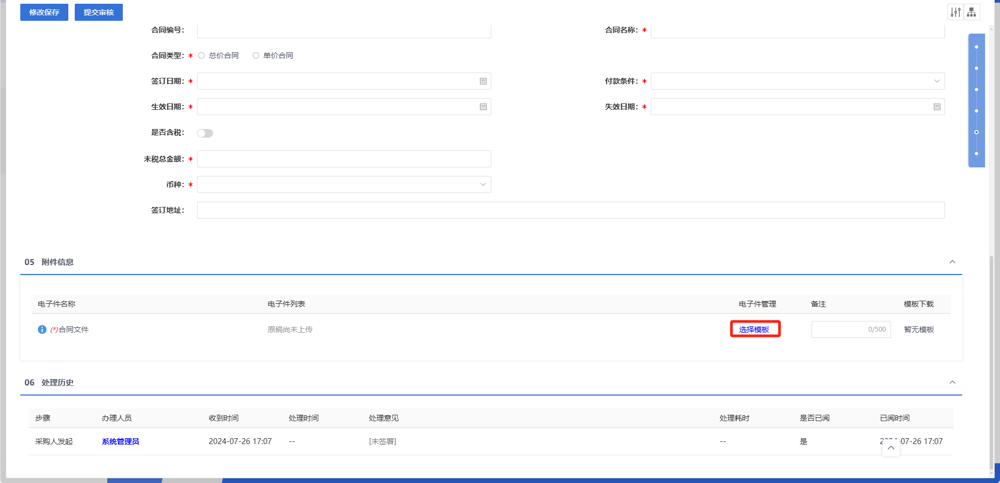 修改保存 提交审核
合同编号： 合同名称：*
合同类型：* 总价合同 单价合同
签订日期：* 付款条件：*
生效日期：* 失效日期：*
是否含税：
未税总金额：*
币种：*
签订地址：
05 附件信息
电子件名称 电子件列表 电子件管理 备注 模板下载
(*)合同文件 原稿尚未上传 选择模板 0/500 暂无模板
06 处理历史
步骤 办理人员 收到时间 处理时间 处理意见 处理耗时 是否已阅 已阅时间
采购人发起 系统管理员 2024-07-26 17:07 -- [未签署] -- 是 2024-07-26 17:07